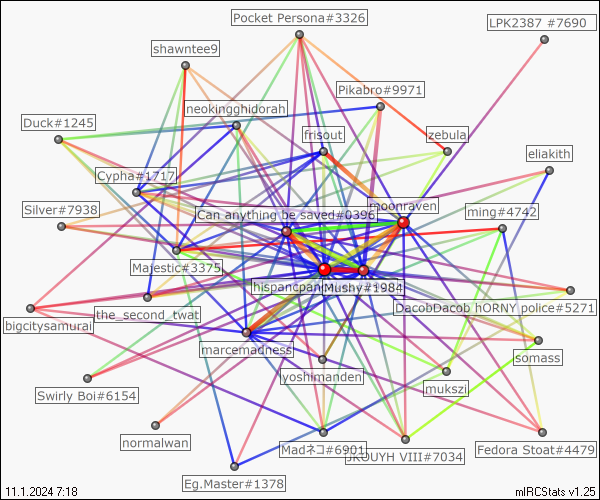 Pocket Persona#3326
LPK2387 #7690
shawntee9
Pikabro#9971
neokingghidorah
Duck#1245
frisout
zebula
eliakith
Cypha#1717
moonraven
Silver#7938
Can anything be saved#0396
ming#4742
Majestic#3375
hispancpan
Mushy#1984
DacobDacob hORNY police#5271
the_second_twat
bigcitysamurai
marcemadness
somass
yoshimanden
mukszi
Swirly Boi#6154
normalwan
Madネコ#6901
JKOUYH VIII#7034
Fedora Stoat#4479
Eg.Master#1378
11.1.2024 7:18
mIRCStats v1.25